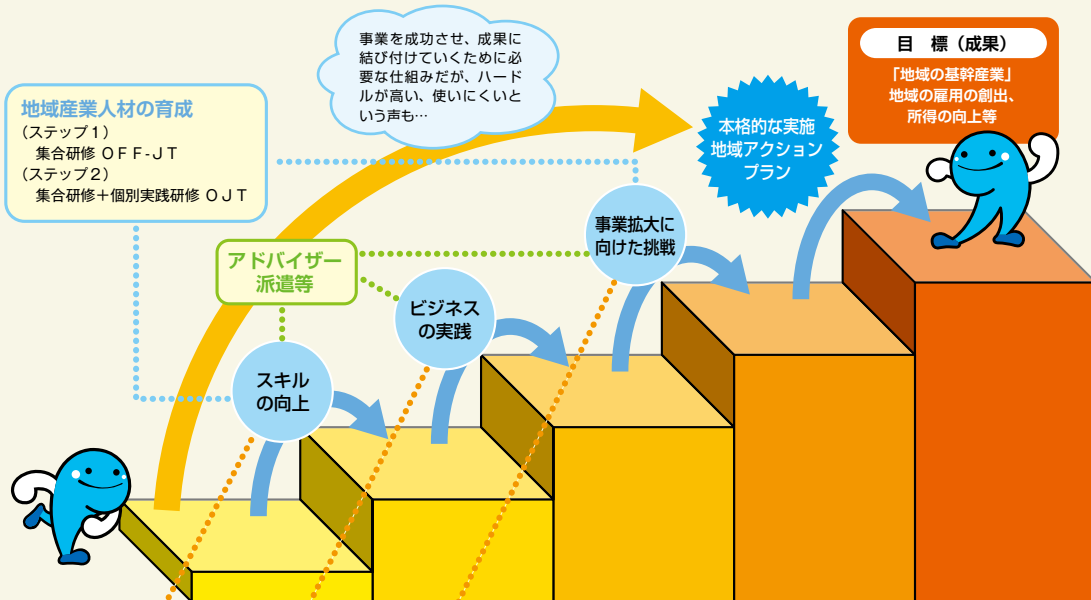 事業を成功させ、成果に
結び付けていくために必
要な仕組みだが、ハード
ルが高い、使いにくいと
いう声も…
目　標（成果）
「地域の基幹産業」
地域の雇用の創出、
所得の向上等
地域産業人材の育成
（ステップ１）
集合研修 ＯＦＦ-ＪＴ
（ステップ２）
集合研修＋個別実践研修 ＯＪＴ
本格的な実施
地域アクション
プラン
事業拡大に
向けた挑戦
アドバイザー
派遣等
ビジネス
の実践
スキル
の向上